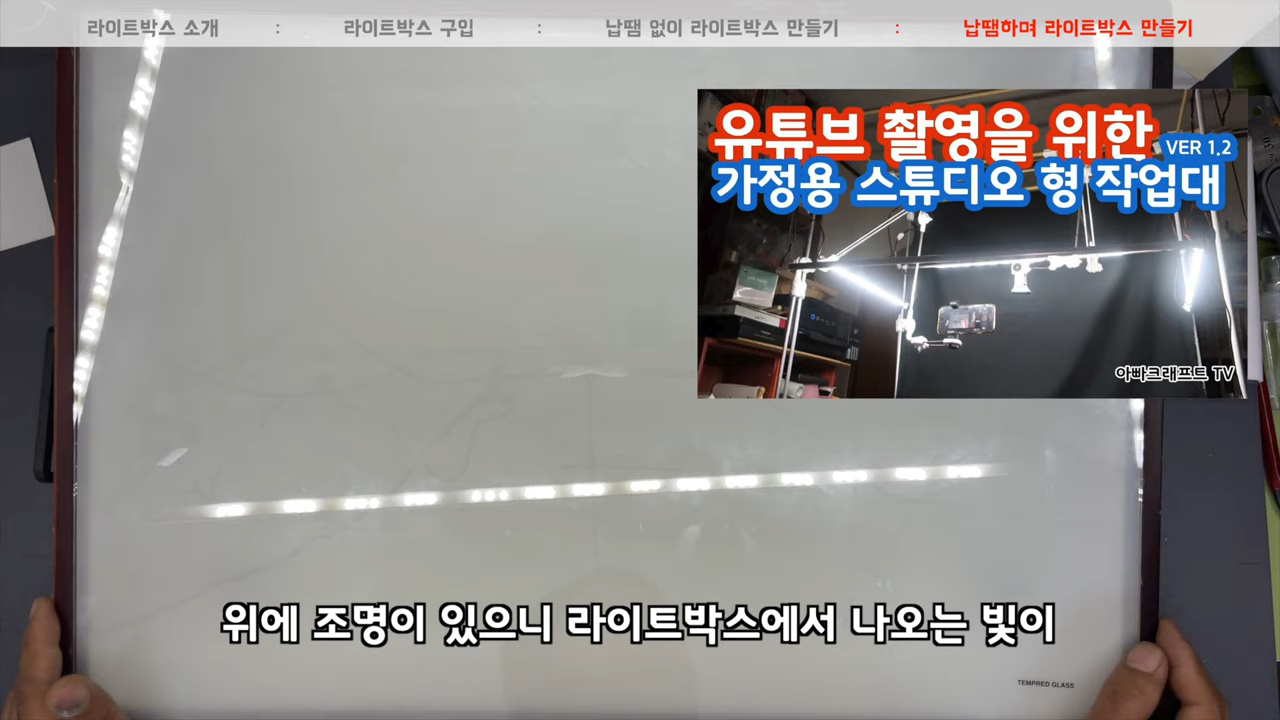 라이트박스 소개 : 라이트박스 구입 : 납땜 없이 라이트박스 만들기 : 납땜하며 라이트박스 만들기
유튜브 촬영을 위한 VER 1.2
가정용 스튜디오 형 작업대
아빠크래프트 TV
위에 조명이 있으니 라이트박스에서 나오는 빛이
TEMPRED GLASS